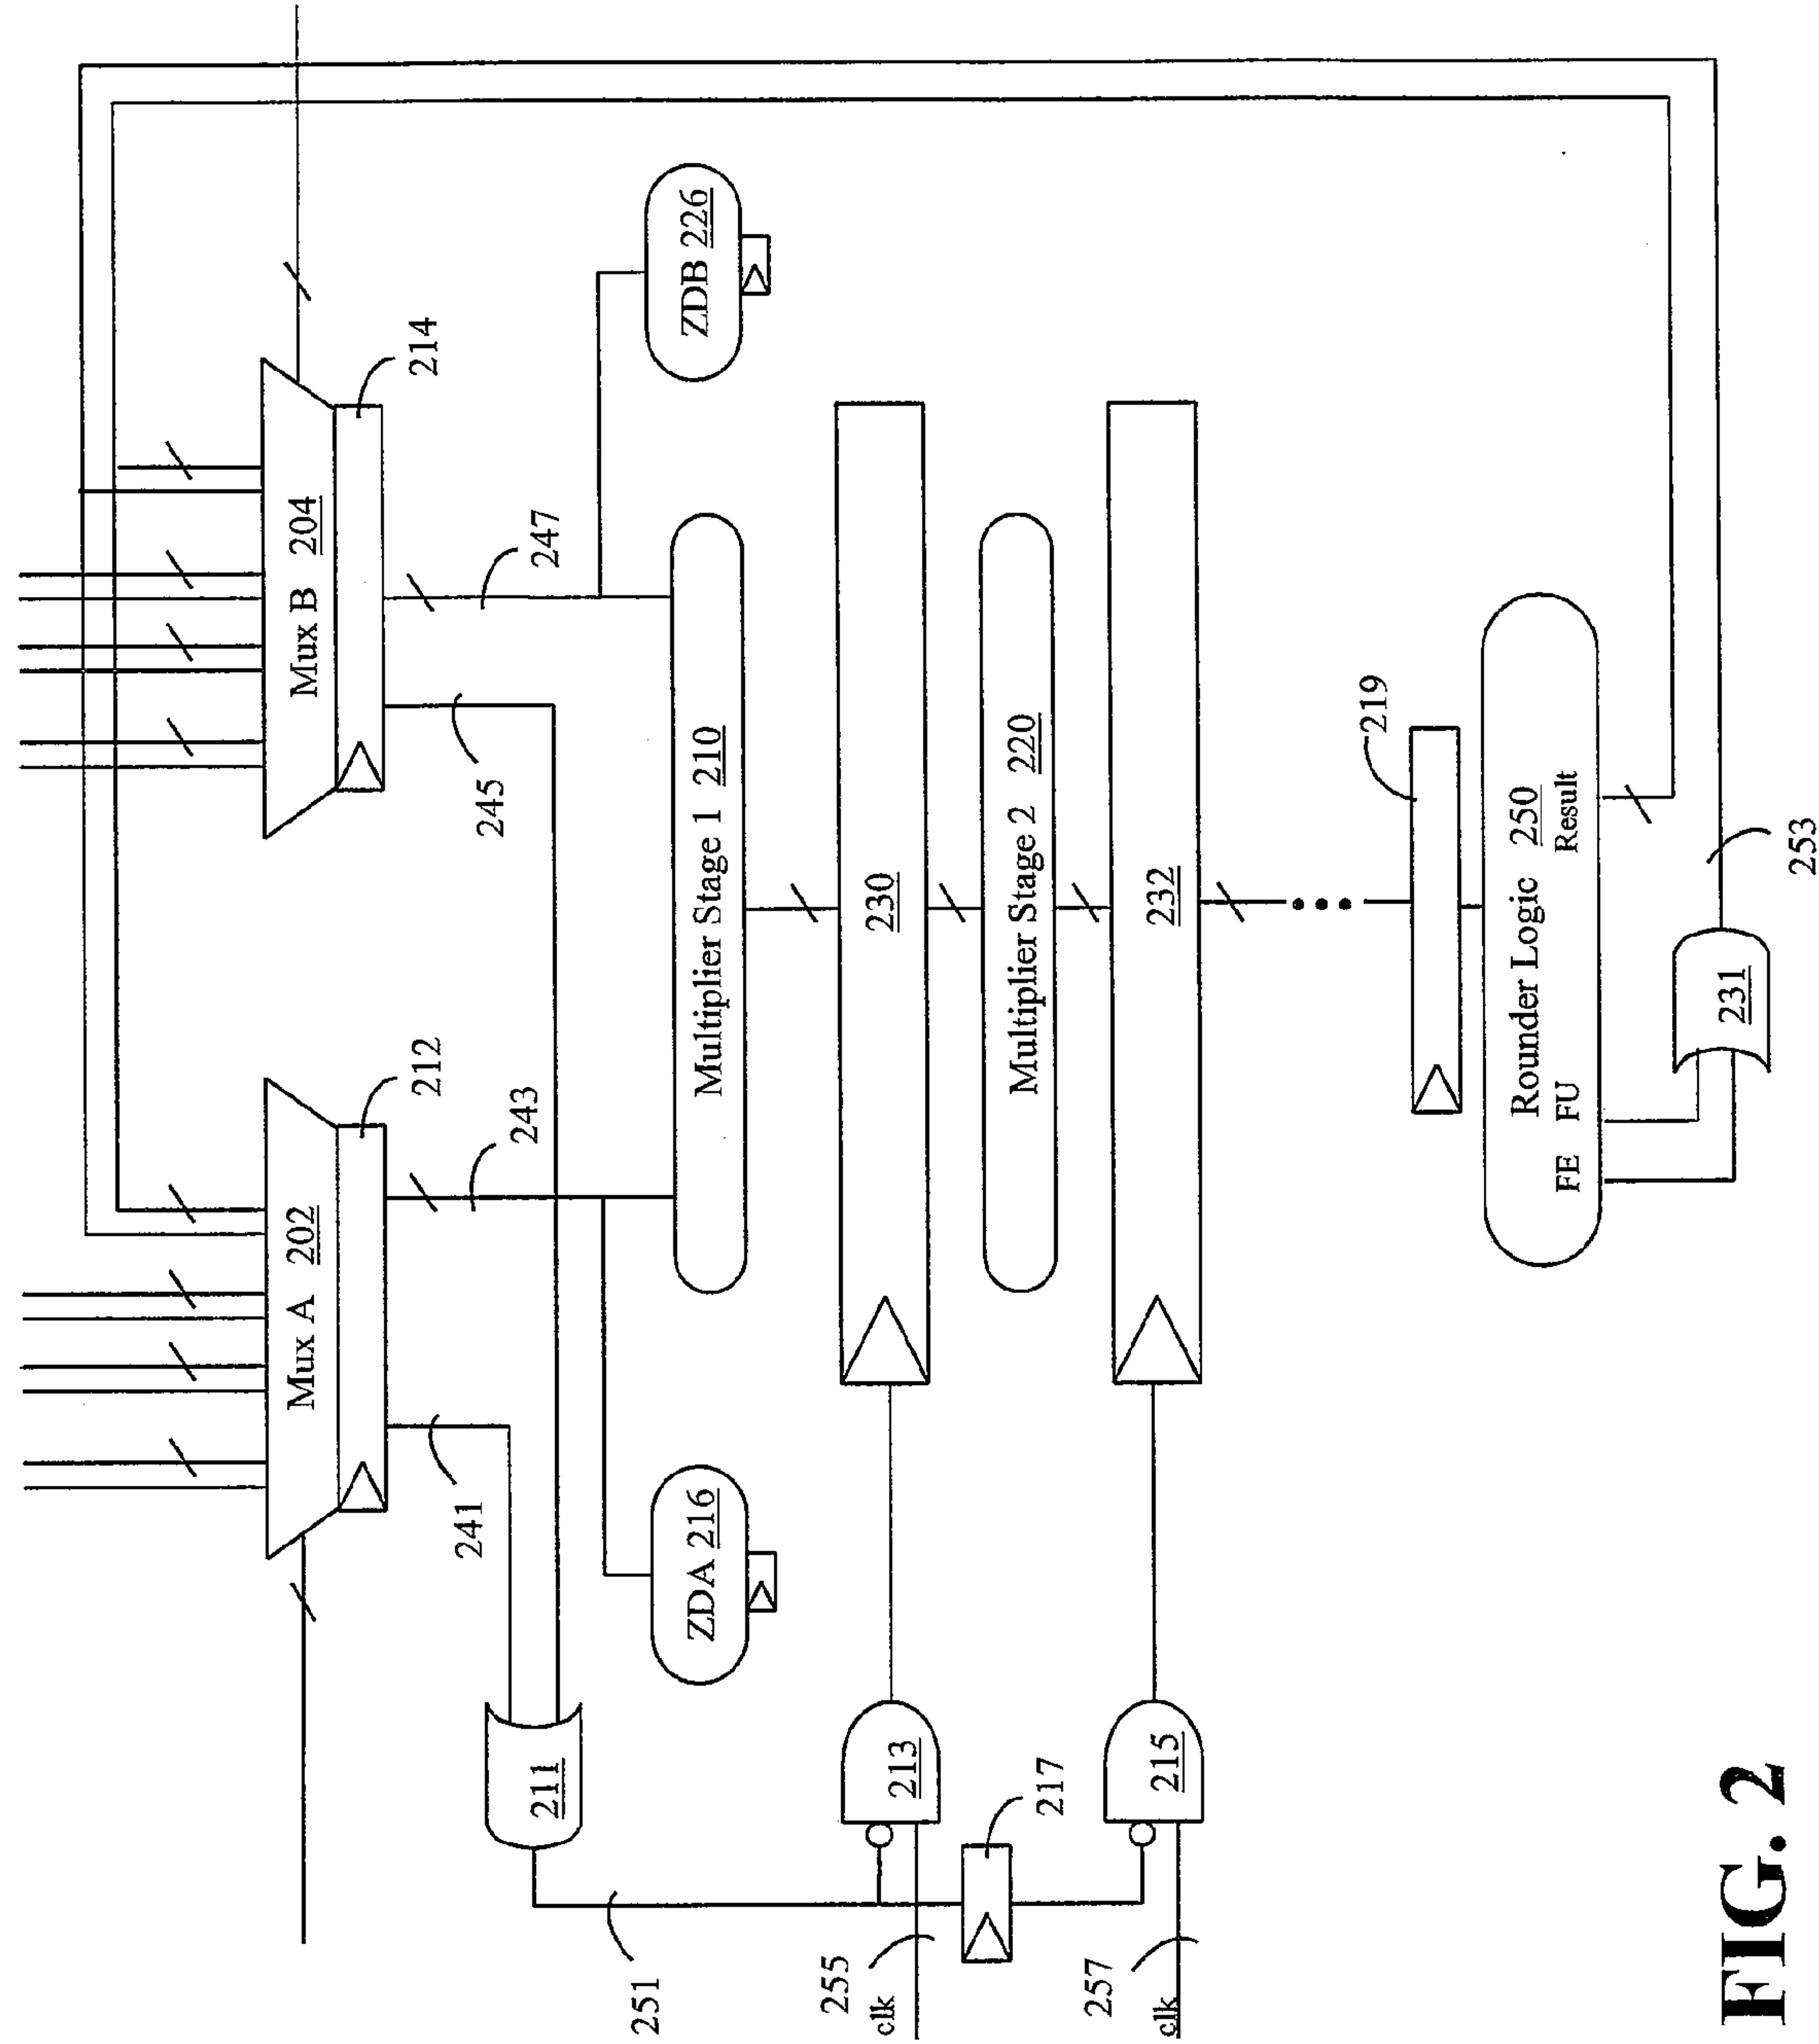 Mux A 202
212
Mux B 204
214
241
243
245
247
211
ZDA 216
ZDB 226
Multiplier Stage 1 210
251
213
230
255
clk
217
Multiplier Stage 2 220
215
232
257
clk
219
Rounder Logic 250
FE FU
Result
231
253
FIG. 2